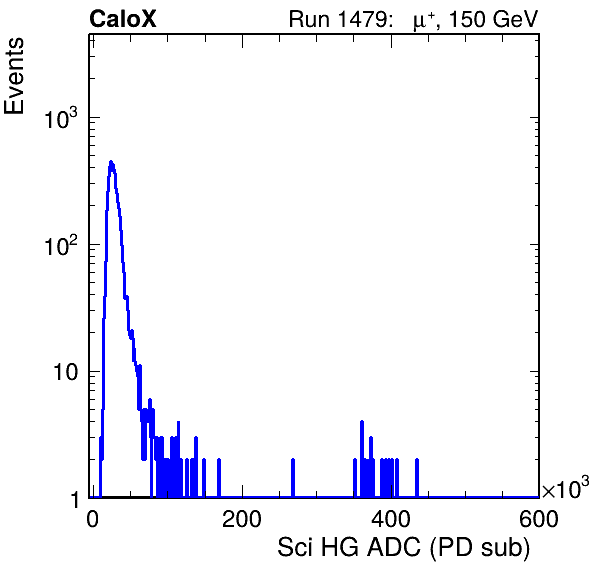 CaloX Run 1479: μ⁺, 150 GeV
Events
10³
10²
10
1
0 200 400 600
×10³
Sci HG ADC (PD sub)